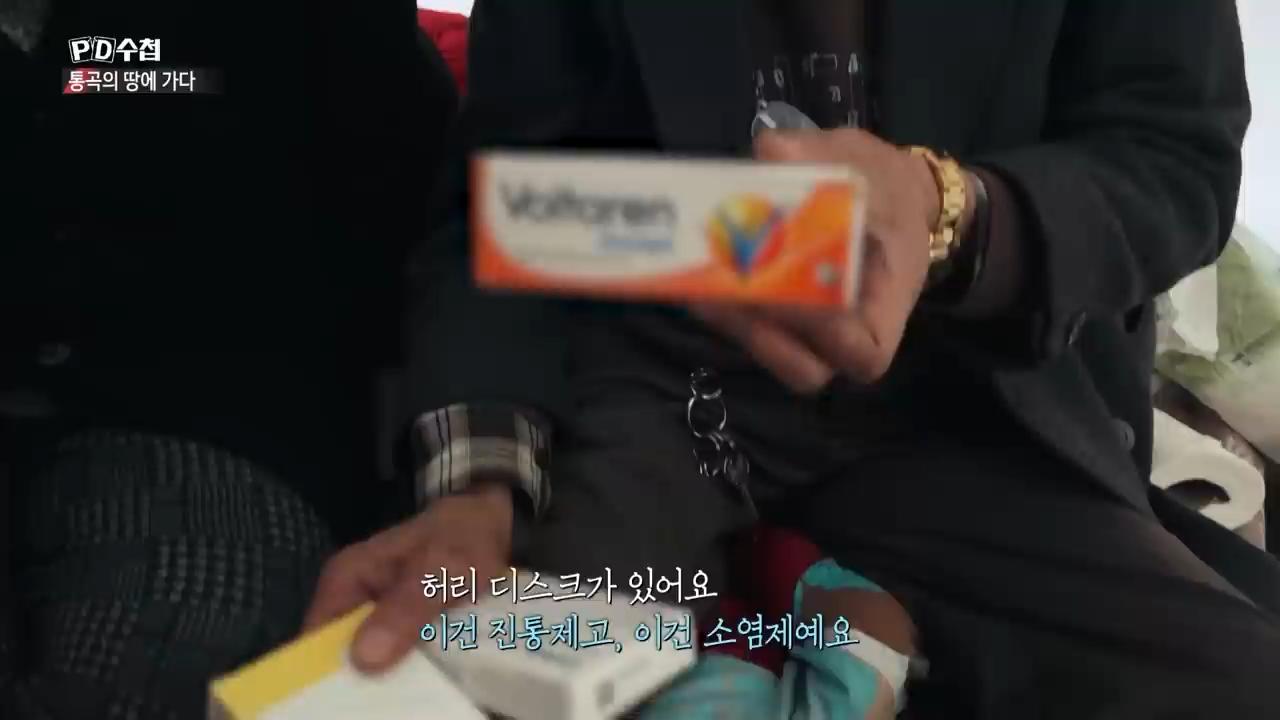 PD수첩
통곡의 땅에 가다
Voltaren
허리 디스크가 있어요
이건 진통제고, 이건 소염제예요